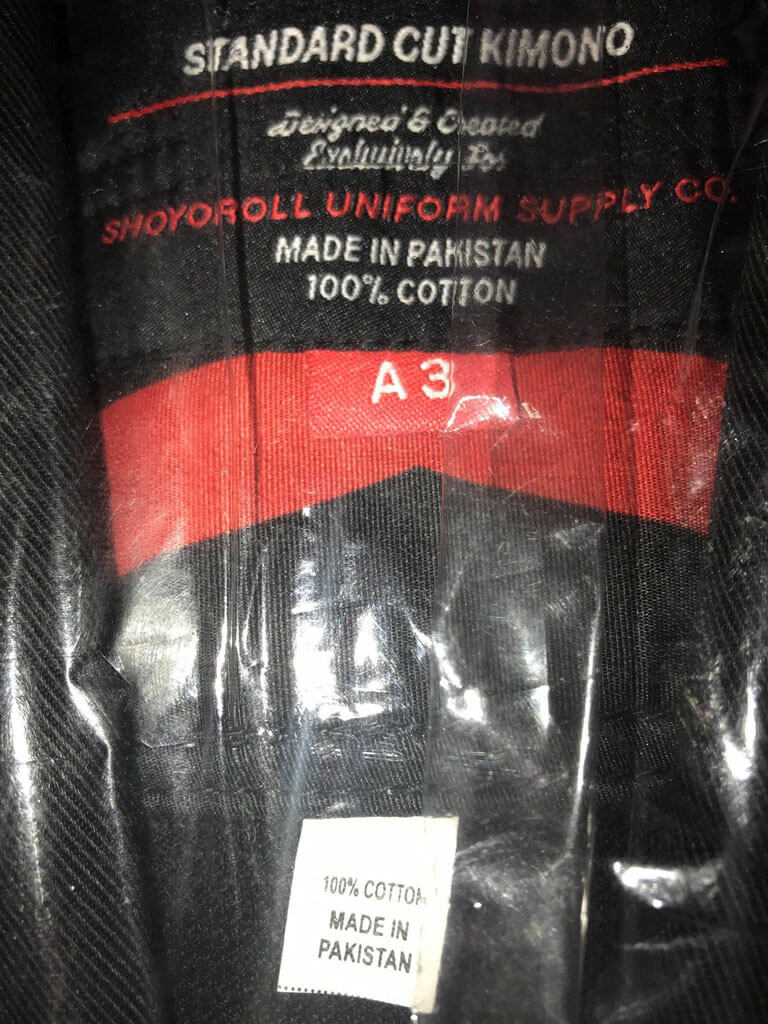 STANDARD CUT KIMONO
Designed & Created
Exclusively For
SHOYOROLL UNIFORM SUPPLY CO.
MADE IN PAKISTAN
100% COTTON
A3
100% COTTON
MADE IN
PAKISTAN